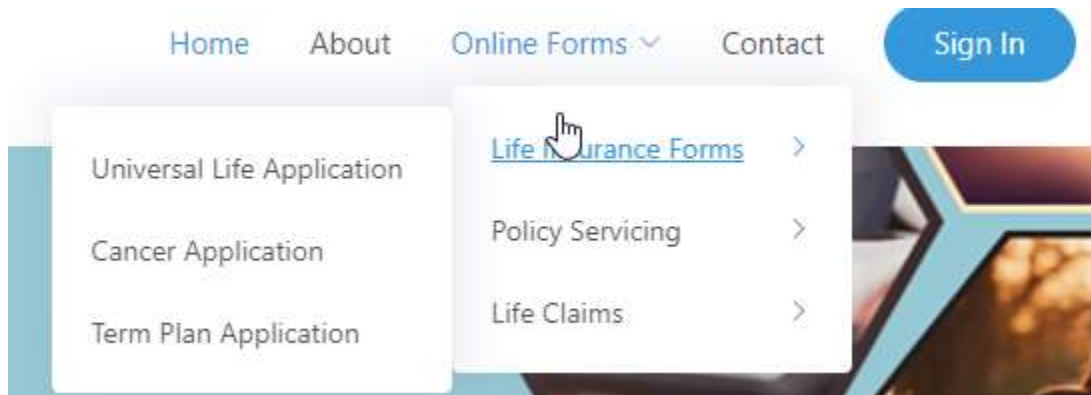 Home About Online Forms Contact Sign In
Life Insurance Forms
Policy Servicing
Life Claims
Universal Life Application
Cancer Application
Term Plan Application